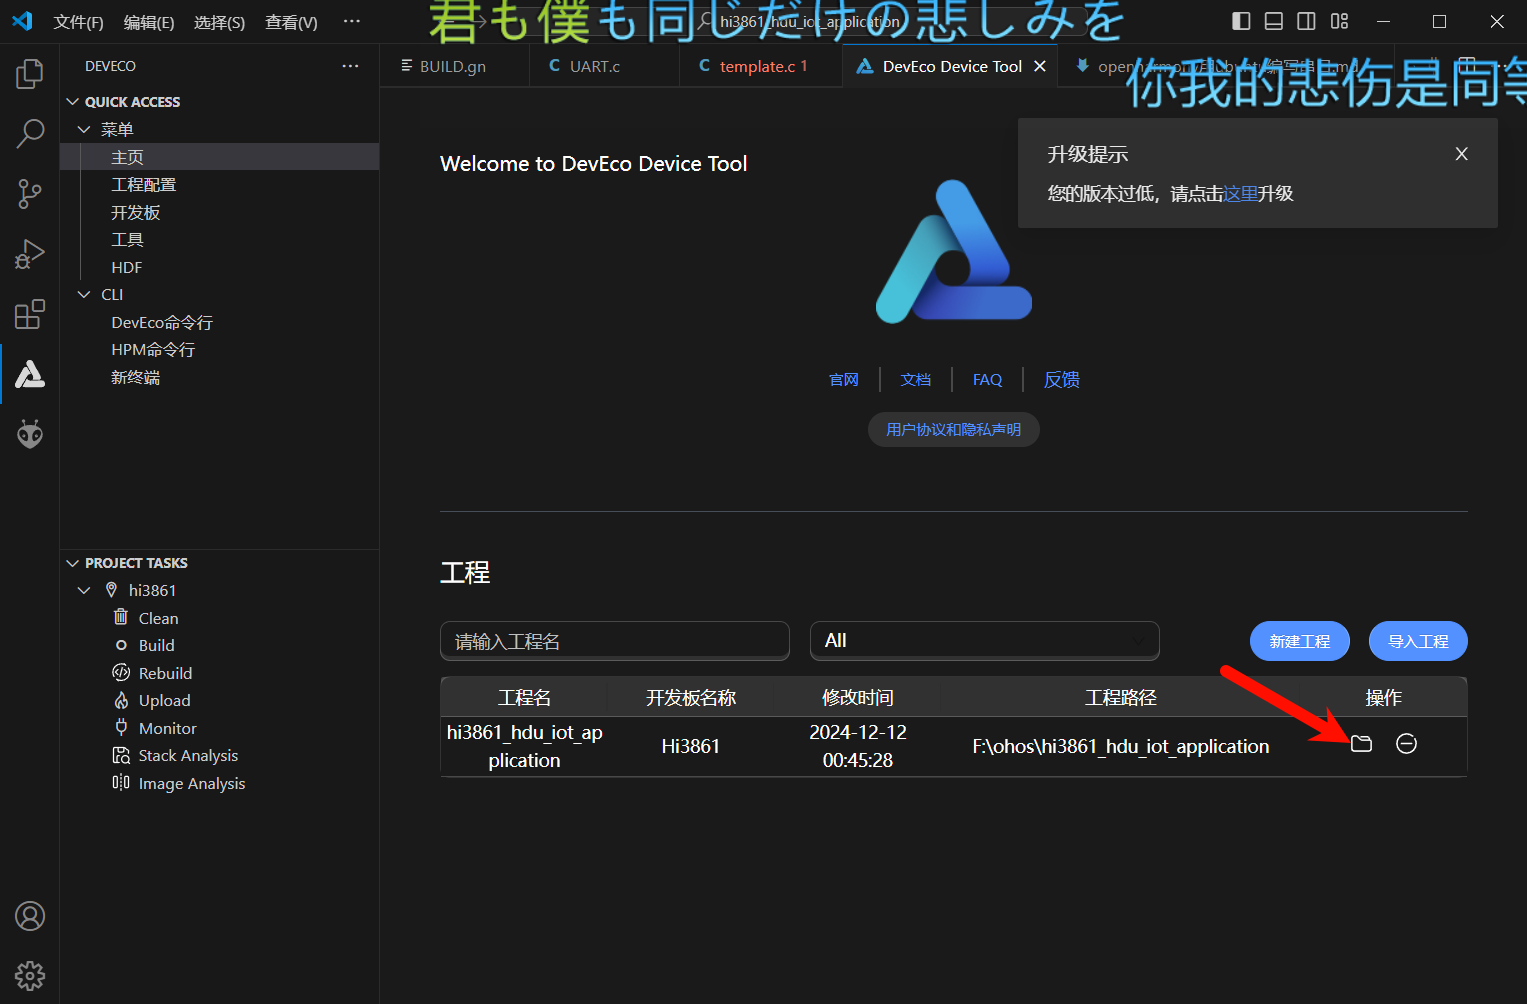 文件(F) 编辑(E) 选择(S) 查看(V) ···
hi3861_hdu_iot_application
君も僕も同じだけの悲しみを
你我的悲伤是同等
DEVECO
BUILD.gn
UART.c
template.c 1
DevEco Device Tool
QUICK ACCESS
菜单
主页
工程配置
开发板
工具
HDF
CLI
DevEco命令行
HPM命令行
新终端
Welcome to DevEco Device Tool
升级提示
您的版本过低，请点击这里升级
官网
文档
FAQ
反馈
用户协议和隐私声明
PROJECT TASKS
hi3861
Clean
Build
Rebuild
Upload
Monitor
Stack Analysis
Image Analysis
工程
请输入工程名
All
新建工程
导入工程
工程名 开发板名称 修改时间 工程路径 操作
hi3861_hdu_iot_ap
plication
Hi3861
2024-12-12
00:45:28
F:\ohos\hi3861_hdu_iot_application